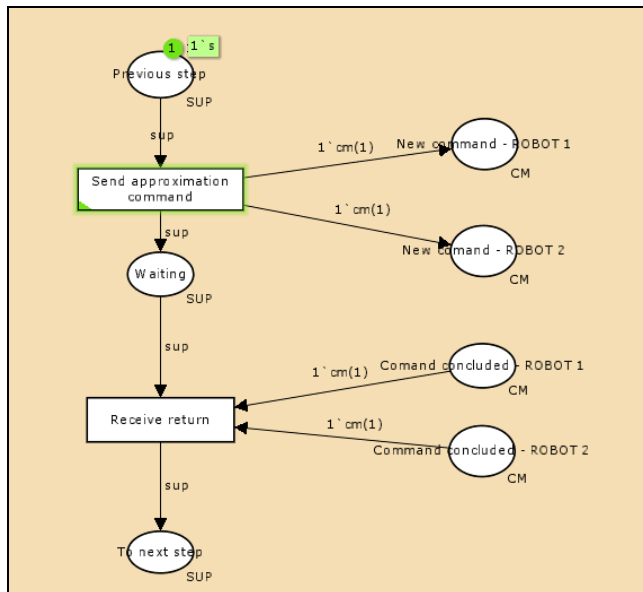 1 1`s
Previous step
SUP
sup
1`cm(1)
New command - ROBOT 1
CM
Send approximation
command
1`cm(1)
sup
New comand - ROBOT 2
CM
Waiting
SUP
sup
Comand concluded - ROBOT 1
1`cm(1)
CM
Receive return
1`cm(1)
Command concluded - ROBOT 2
CM
sup
To next step
SUP